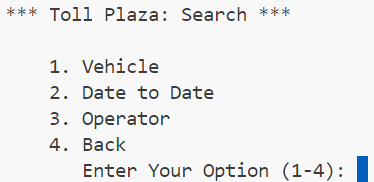 *** Toll Plaza: Search ***
1. Vehicle
2. Date to Date
3. Operator
4. Back
Enter Your Option (1-4):